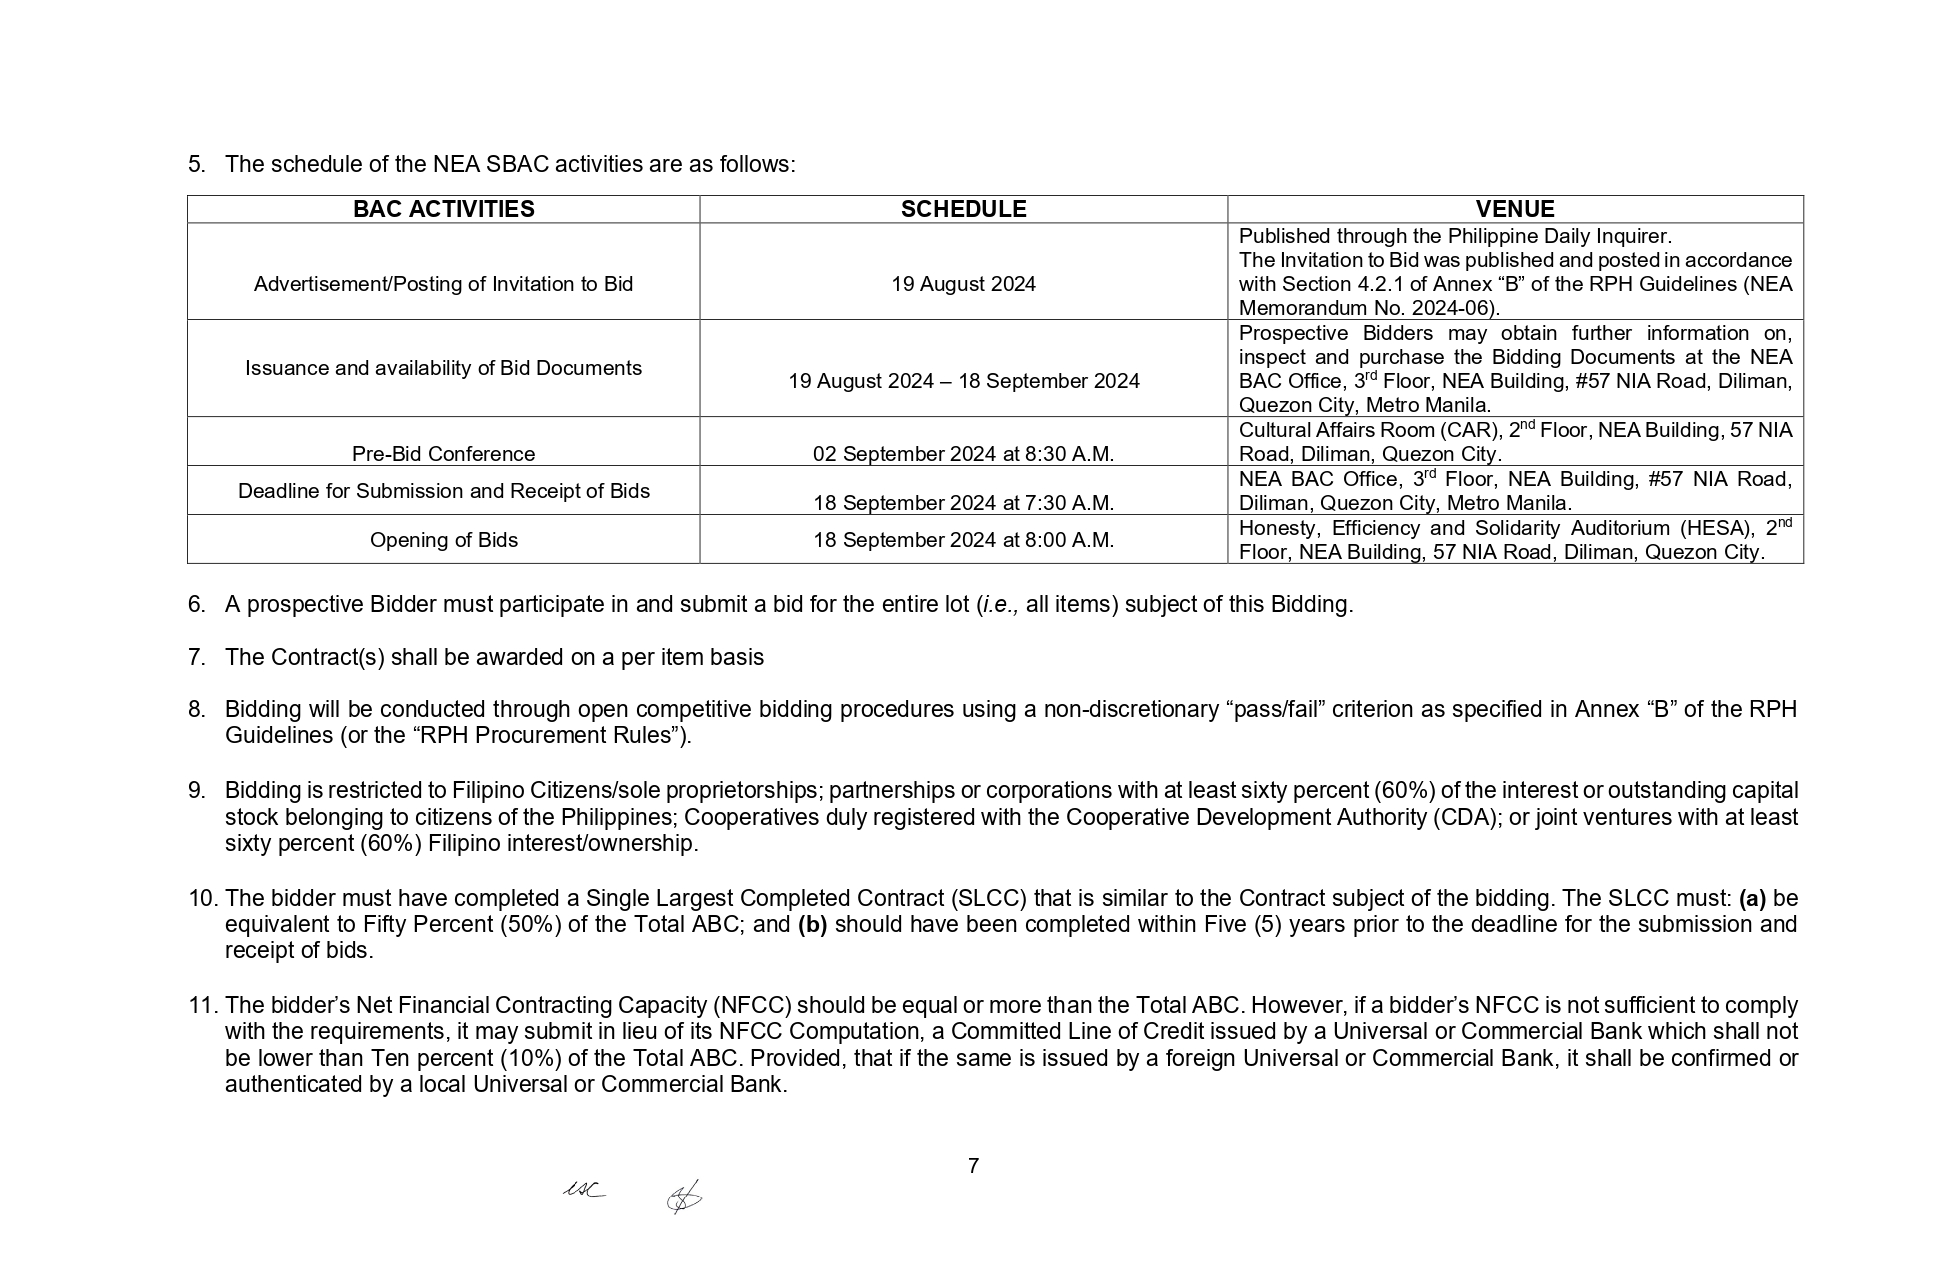 5. The schedule of the NEA SBAC activities are as follows:
BAC ACTIVITIES
SCHEDULE
VENUE
Advertisement/Posting of Invitation to Bid
19 August 2024
Published through the Philippine Daily Inquirer.
The Invitation to Bid was published and posted in accordance
with Section 4.2.1 of Annex “B” of the RPH Guidelines (NEA
Memorandum No. 2024-06).
Issuance and availability of Bid Documents
19 August 2024 – 18 September 2024
Prospective Bidders may obtain further information on,
inspect and purchase the Bidding Documents at the NEA
BAC Office, 3rd Floor, NEA Building, #57 NIA Road, Diliman,
Quezon City, Metro Manila.
Pre-Bid Conference
02 September 2024 at 8:30 A.M.
Cultural Affairs Room (CAR), 2nd Floor, NEA Building, 57 NIA
Road, Diliman, Quezon City.
Deadline for Submission and Receipt of Bids
18 September 2024 at 7:30 A.M.
NEA BAC Office, 3rd Floor, NEA Building, #57 NIA Road,
Diliman, Quezon City, Metro Manila.
Opening of Bids
18 September 2024 at 8:00 A.M.
Honesty, Efficiency and Solidarity Auditorium (HESA), 2nd
Floor, NEA Building, 57 NIA Road, Diliman, Quezon City.
6. A prospective Bidder must participate in and submit a bid for the entire lot (i.e., all items) subject of this Bidding.
7. The Contract(s) shall be awarded on a per item basis
8. Bidding will be conducted through open competitive bidding procedures using a non-discretionary “pass/fail” criterion as specified in Annex “B” of the RPH
Guidelines (or the “RPH Procurement Rules”).
9. Bidding is restricted to Filipino Citizens/sole proprietorships; partnerships or corporations with at least sixty percent (60%) of the interest or outstanding capital
stock belonging to citizens of the Philippines; Cooperatives duly registered with the Cooperative Development Authority (CDA); or joint ventures with at least
sixty percent (60%) Filipino interest/ownership.
10. The bidder must have completed a Single Largest Completed Contract (SLCC) that is similar to the Contract subject of the bidding. The SLCC must: (a) be
equivalent to Fifty Percent (50%) of the Total ABC; and (b) should have been completed within Five (5) years prior to the deadline for the submission and
receipt of bids.
11. The bidder’s Net Financial Contracting Capacity (NFCC) should be equal or more than the Total ABC. However, if a bidder’s NFCC is not sufficient to comply
with the requirements, it may submit in lieu of its NFCC Computation, a Committed Line of Credit issued by a Universal or Commercial Bank which shall not
be lower than Ten percent (10%) of the Total ABC. Provided, that if the same is issued by a foreign Universal or Commercial Bank, it shall be confirmed or
authenticated by a local Universal or Commercial Bank.
7